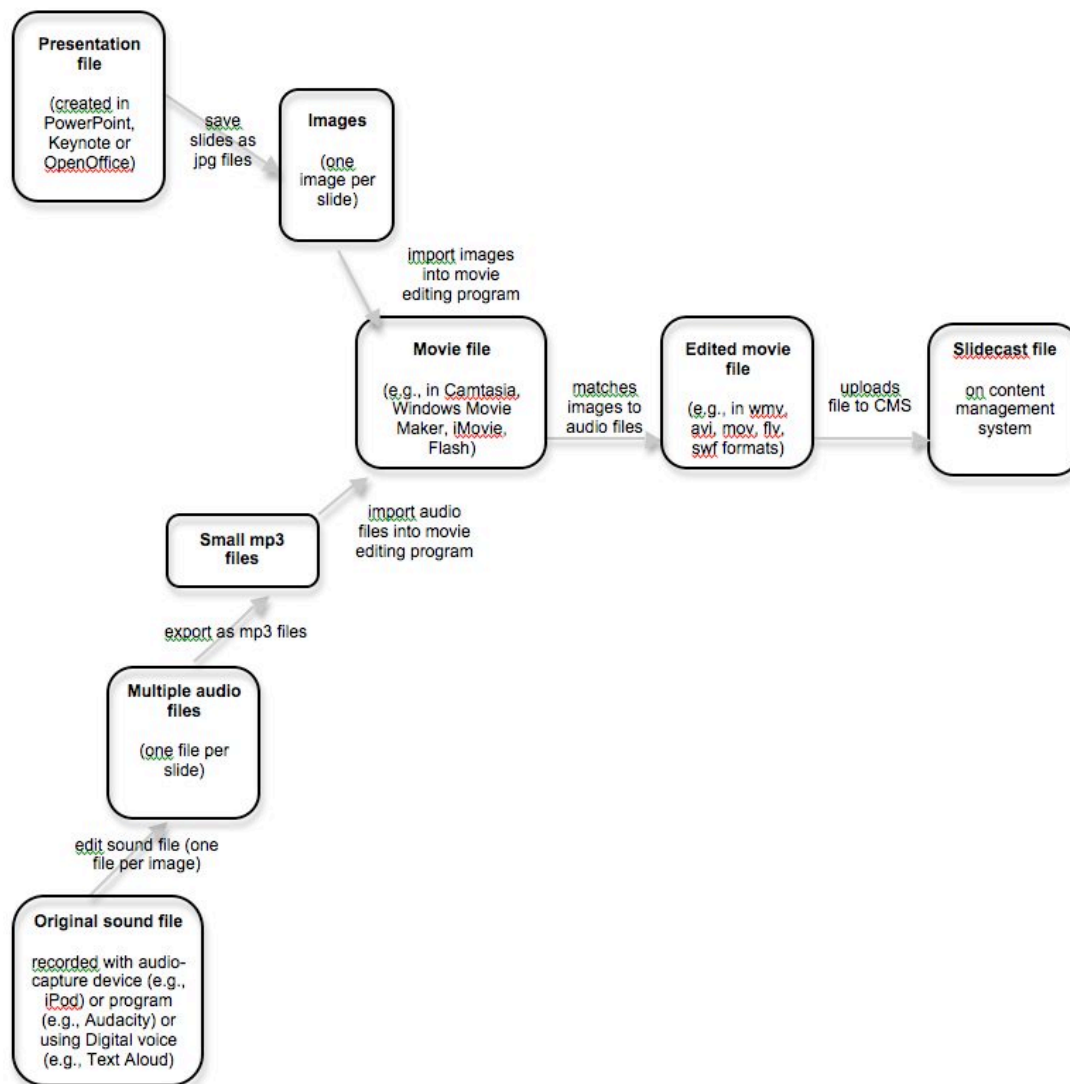 Presentation
file
(created in
PowerPoint,
Keynote or
OpenOffice)
save
slides as
jpg files
Images
(one
image per
slide)
import images
into movie
editing program
Movie file
(e.g., in Camtasia,
Windows Movie
Maker, iMovie,
Flash)
matches
images to
audio files
Edited movie
file
(e.g., in wmv,
avi, mov, flv,
swf formats)
uploads
file to CMS
Slidecast file
on content
management
system
import audio
files into movie
editing program
Small mp3
files
export as mp3 files
Multiple audio
files
(one file per
slide)
edit sound file (one
file per image)
Original sound file
recorded with audio-
capture device (e.g.,
iPod) or program
(e.g., Audacity) or
using Digital voice
(e.g., Text Aloud)